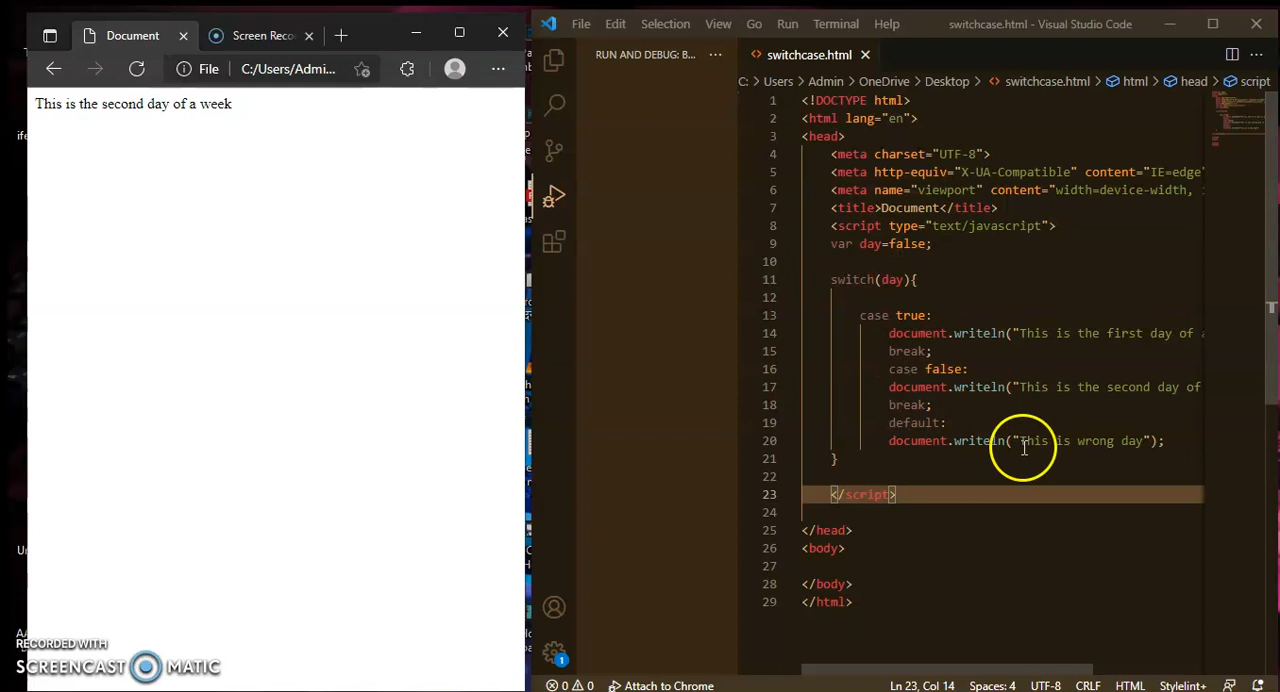 Document
Screen Reco
File
C:/Users/Admi...
This is the second day of a week
File Edit Selection View Go Run Terminal Help
switchcase.html - Visual Studio Code
RUN AND DEBUG: B... ···
switchcase.html
C: > Users > Admin > OneDrive > Desktop > switchcase.html > html > head > script
1 <!DOCTYPE html>
2 <html lang="en">
3 <head>
4 <meta charset="UTF-8">
5 <meta http-equiv="X-UA-Compatible" content="IE=edge"
6 <meta name="viewport" content="width=device-width,
7 <title>Document</title>
8 <script type="text/javascript">
9 var day=false;
10
11 switch(day){
12
13 case true:
14 document.writeln("This is the first day of
15 break;
16 case false:
17 document.writeln("This is the second day of
18 break;
19 default:
20 document.writeln("This is wrong day");
21 }
22
23 </script>
24
25 </head>
26 <body>
27
28 </body>
29 </html>
1
RECORDED WITH
SCREENCAST MATIC
0 0 Attach to Chrome
Ln 23, Col 14 Spaces: 4 UTF-8 CRLF HTML Stylelint+